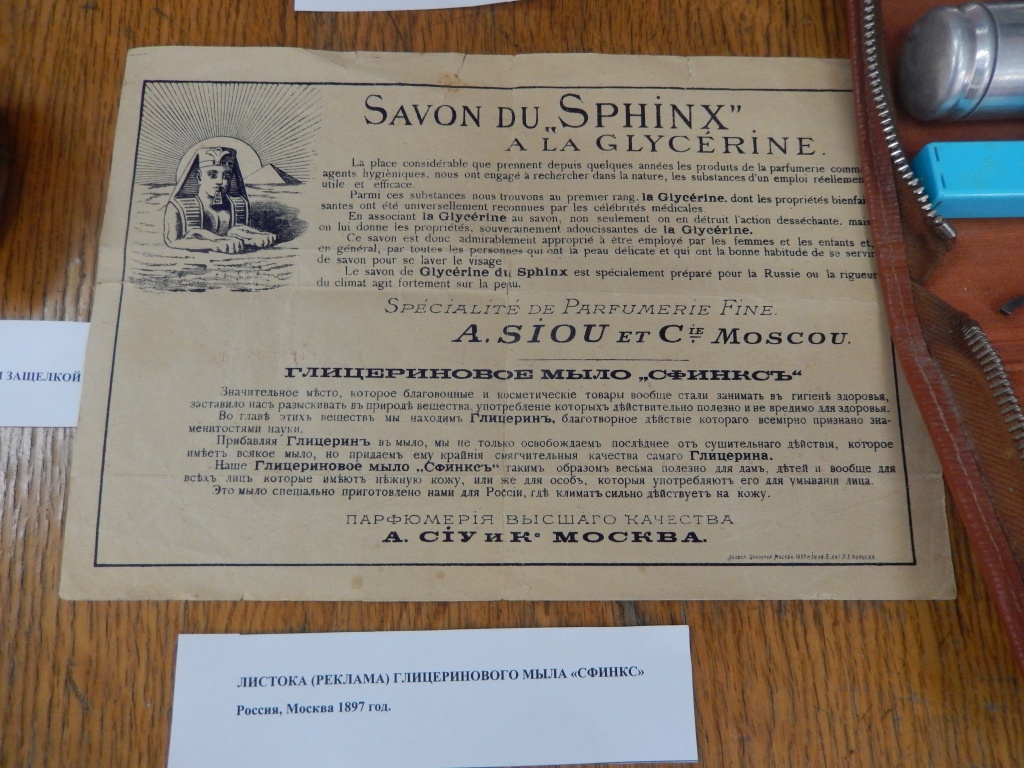 SAVON DU „SPHINX”
A LA GLYCÉRINE.
La place considérable que prennent depuis quelques années les produits de la parfumerie comme
agents hygièniques, nous ont engagé à rechercher dans la nature, les substances d'un emploi réellement
utile et efficace.
Parmi ces substances nous trouvons au premier rang, la Glycérine, dont les propriétés bienfai-
santes ont été universellement reconnues par les célébrités médicales.
En associant la Glycérine au savon, non seulement on en détruit l'action desséchante, mais
on lui donne les propriétés, souverainement adoucissantes de la Glycérine.
Ce savon est donc admirablement approprié à être employé par les femmes et les enfants et,
en général, par toutes les personnes qui ont la peau délicate et qui ont la bonne habitude de se servir
de savon pour se laver le visage
Le savon de Glycérine du Sphinx est spécialement préparé pour la Russie ou la rigueur
du climat agit fortement sur la peau.
SPÉCIALITÉ DE PARFUMERIE FINE.
A. SIOU ET CIE MOSCOU.
ГЛИЦЕРИНОВОЕ МЫЛО „СФИНКСЪ“
Значительное мѣсто, которое благовонные и косметическіе товары вообще стали занимать въ гигіенѣ здоровья,
заставило насъ разыскивать въ природѣ вещества, употребленіе которыхъ дѣйствительно полезно и не вредимо для здоровья.
Во главѣ этихъ веществъ мы находимъ Глицеринъ, благотворное дѣйствіе котораго всемірно признано зна-
менитостями науки.
Прибавляя Глицеринъ въ мыло, мы не только освобождаемъ послѣднее отъ сушительнаго дѣйствія, которое
имѣетъ всякое мыло, но придаемъ ему крайнія смягчительныя качества самаго Глицерина.
Наше Глицериновое мыло „Сфинксъ“ такимъ образомъ весьма полезно для дамъ, дѣтей и вообще для
всѣхъ лицъ которые имѣютъ нѣжную кожу, или же для особъ, которыя употребляютъ его для умыванія лица.
Это мыло спеціально приготовлено нами для Россіи, гдѣ климатъ сильно дѣйствуетъ на кожу.
ПАРФЮМЕРІЯ ВЫСШАГО КАЧЕСТВА
А. СІУ и Ко МОСКВА.
И ЗАЩЕЛКОЙ
ЛИСТОКА (РЕКЛАМА) ГЛИЦЕРИНОВОГО МЫЛА «СФИНКС»
Россия, Москва 1897 год.